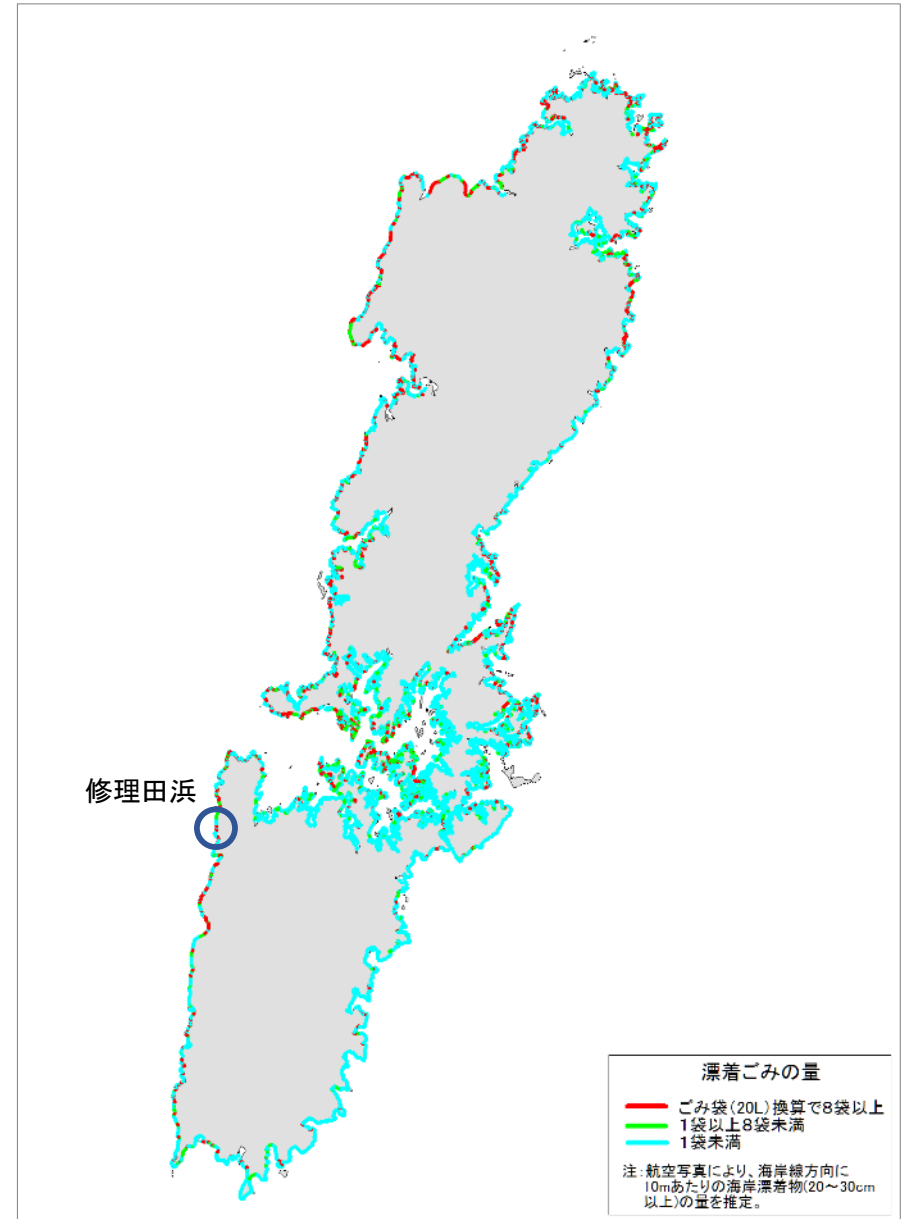 修理田浜
漂着ごみの量
ごみ袋(20L)換算で8袋以上
1袋以上8袋未満
1袋未満
注:航空写真により、海岸線方向に
10mあたりの海岸漂着物(20～30cm
以上)の量を推定。